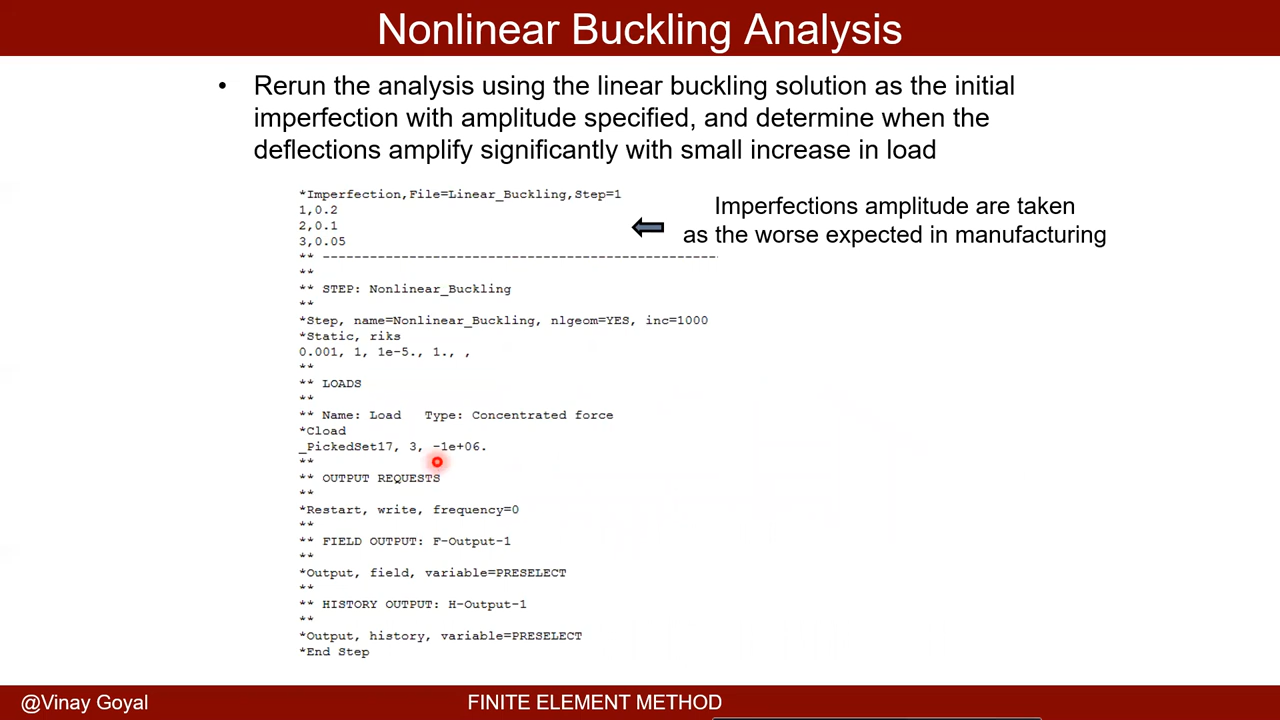 Nonlinear Buckling Analysis
• Rerun the analysis using the linear buckling solution as the initial
imperfection with amplitude specified, and determine when the
deflections amplify significantly with small increase in load
*Imperfection,File=Linear_Buckling,Step=1
1,0.2
2,0.1
3,0.05
** ---------------------------------------------------
**
** STEP: Nonlinear_Buckling
**
*Step, name=Nonlinear_Buckling, nlgeom=YES, inc=1000
*Static, riks
0.001, 1, 1e-5., 1., ,
**
** LOADS
**
** Name: Load   Type: Concentrated force
*Cload
_PickedSet17, 3, -1e+06.
**
** OUTPUT REQUESTS
**
*Restart, write, frequency=0
**
** FIELD OUTPUT: F-Output-1
**
*Output, field, variable=PRESELECT
**
** HISTORY OUTPUT: H-Output-1
**
*Output, history, variable=PRESELECT
*End Step
Imperfections amplitude are taken
as the worse expected in manufacturing
@Vinay Goyal
FINITE ELEMENT METHOD